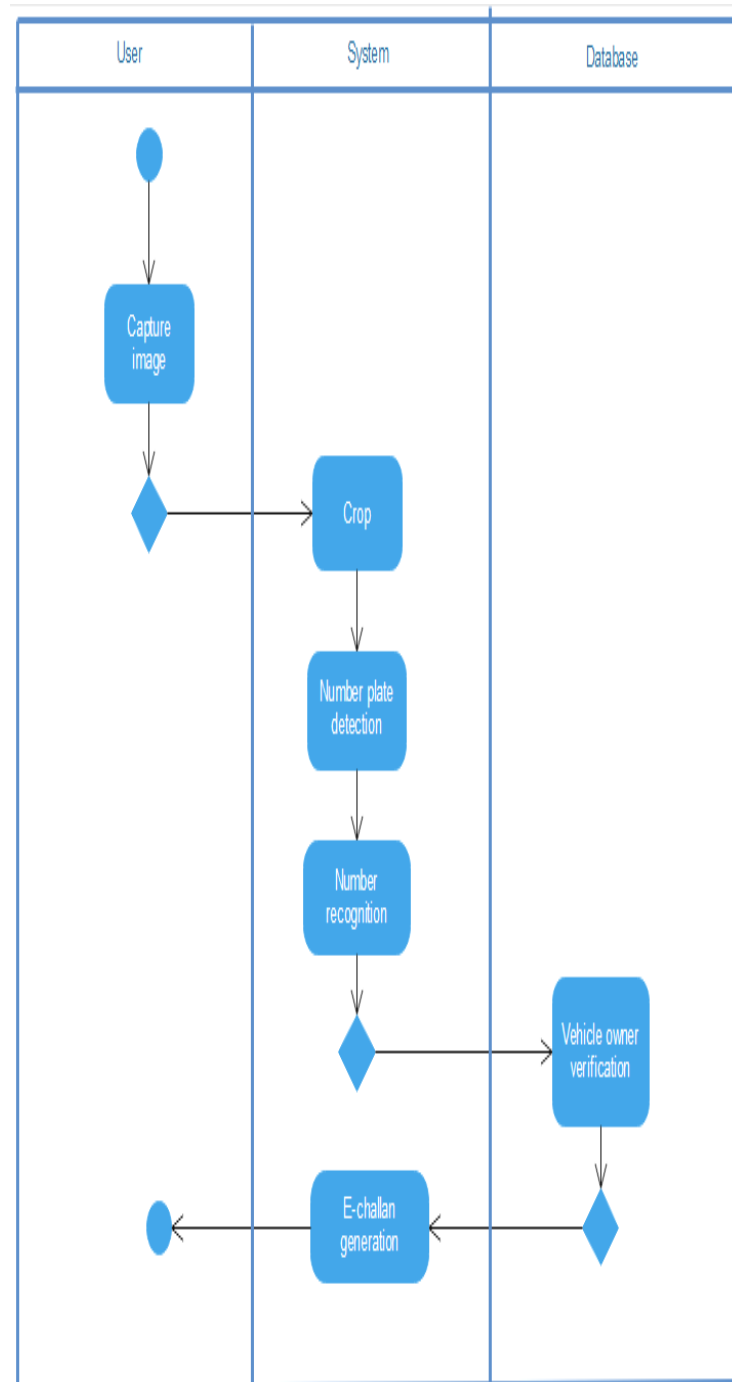 User
System
Database
Capture
image
Crop
Number plate
detection
Number
recognition
Vehicle owner
verification
E-challan
generation